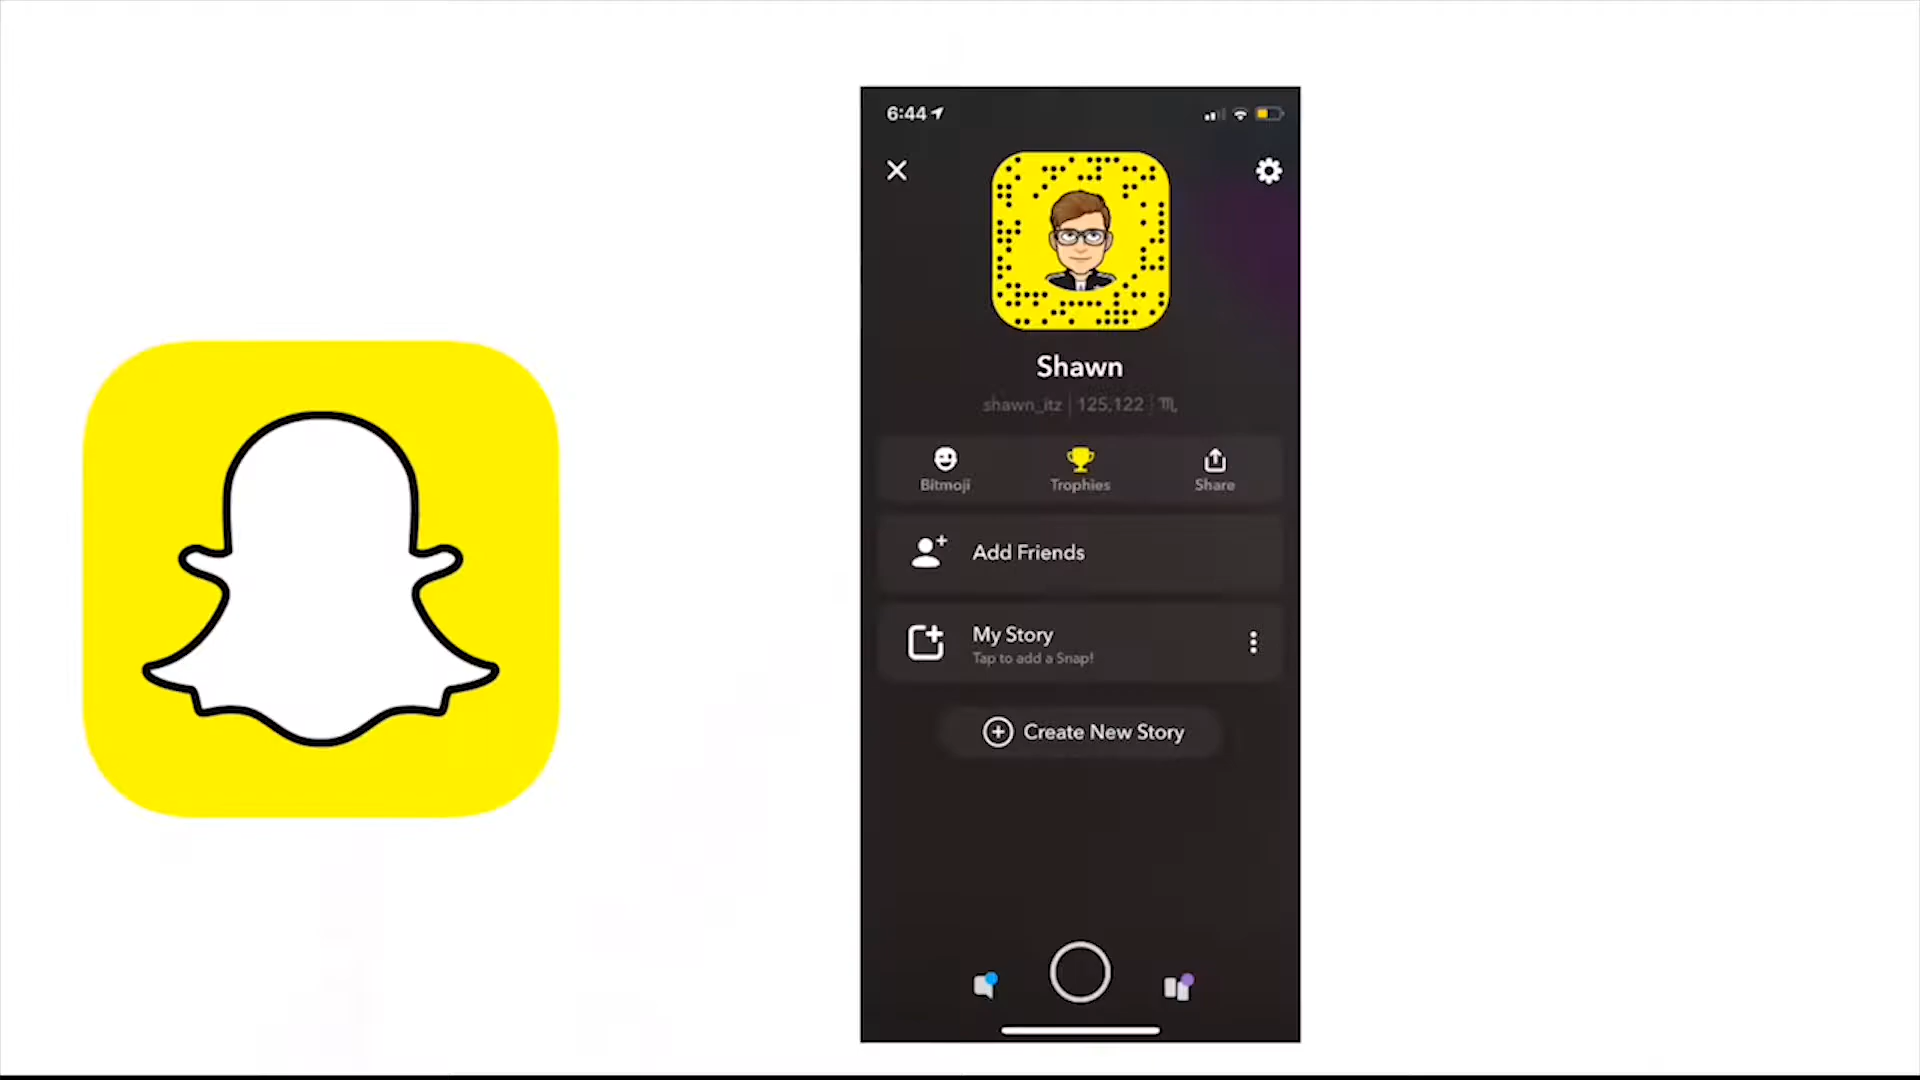 6:44
Shawn
shawn_itz | 125,122 | ♏
Bitmoji
Trophies
Share
Add Friends
My Story
Tap to add a Snap!
Create New Story